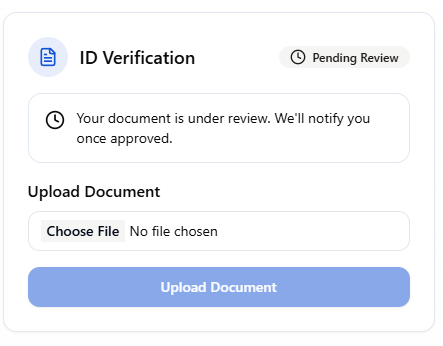 ID Verification
Pending Review
Your document is under review. We'll notify you
once approved.
Upload Document
Choose File No file chosen
Upload Document